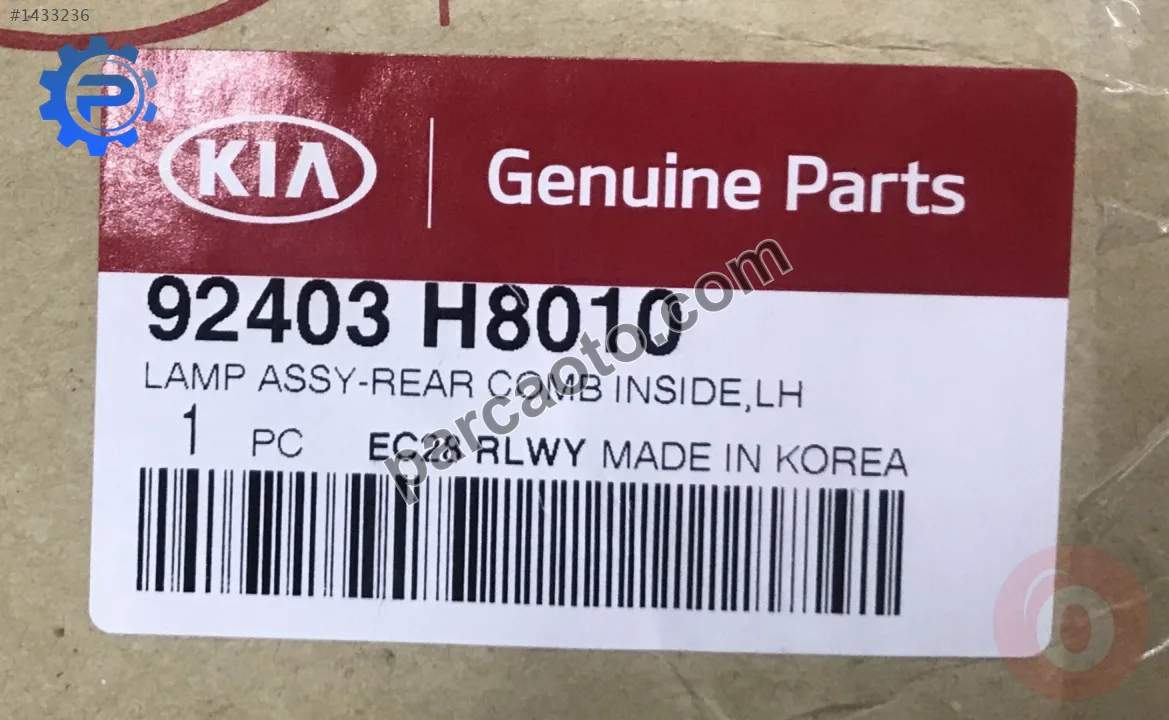 #1433236
P
KIA
Genuine Parts
92403 H8010
LAMP ASSY-REAR COMB INSIDE,LH
1 PC EC28 RLWY MADE IN KOREA
parcaoto.com
O